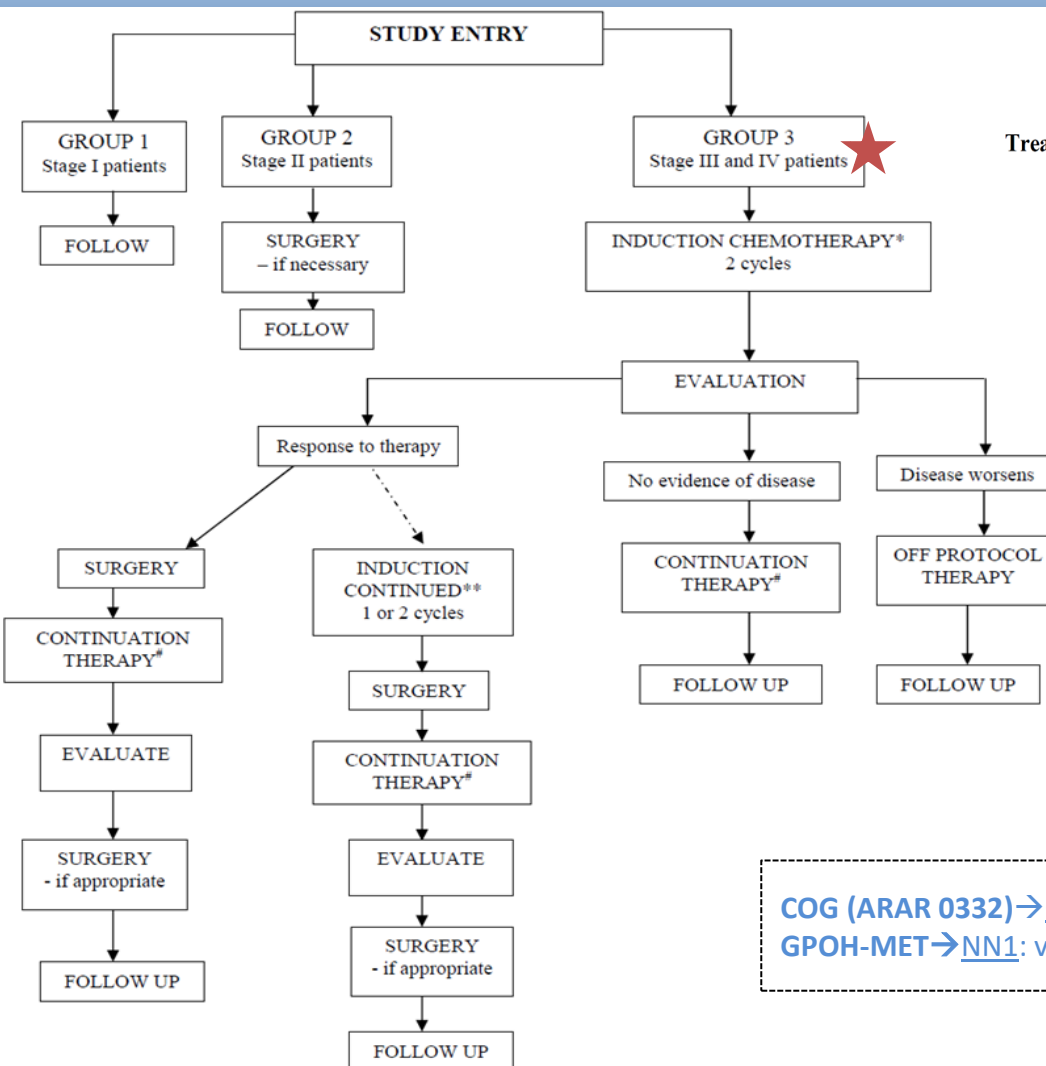 STUDY ENTRY
GROUP 1
Stage I patients
GROUP 2
Stage II patients
GROUP 3
Stage III and IV patients
FOLLOW
SURGERY
– if necessary
FOLLOW
INDUCTION CHEMOTHERAPY*
2 cycles
EVALUATION
Response to therapy
No evidence of disease
Disease worsens
SURGERY
INDUCTION
CONTINUED**
1 or 2 cycles
CONTINUATION
THERAPY#
OFF PROTOCOL
THERAPY
CONTINUATION
THERAPY#
SURGERY
FOLLOW UP
FOLLOW UP
EVALUATE
CONTINUATION
THERAPY#
SURGERY
- if appropriate
EVALUATE
FOLLOW UP
SURGERY
- if appropriate
FOLLOW UP
COG (ARAR 0332)→
GPOH-MET→NN1: v